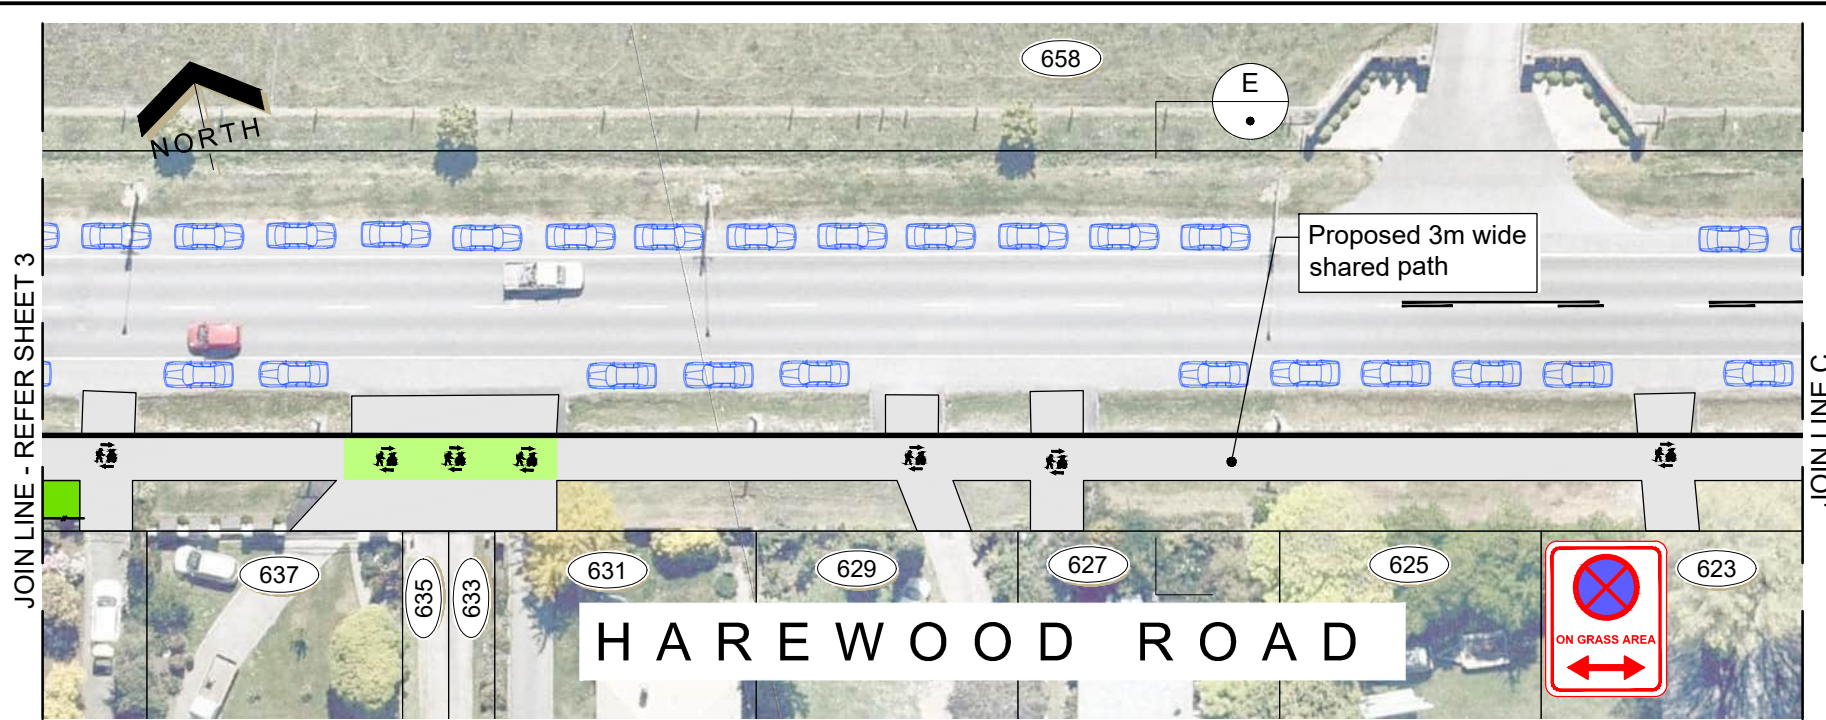 658
E
NORTH
Proposed 3m wide
shared path
JOIN LINE - REFER SHEET 3
JOIN LINE C
637
635
633
631
629
627
625
623
HAREWOOD ROAD
ON GRASS AREA